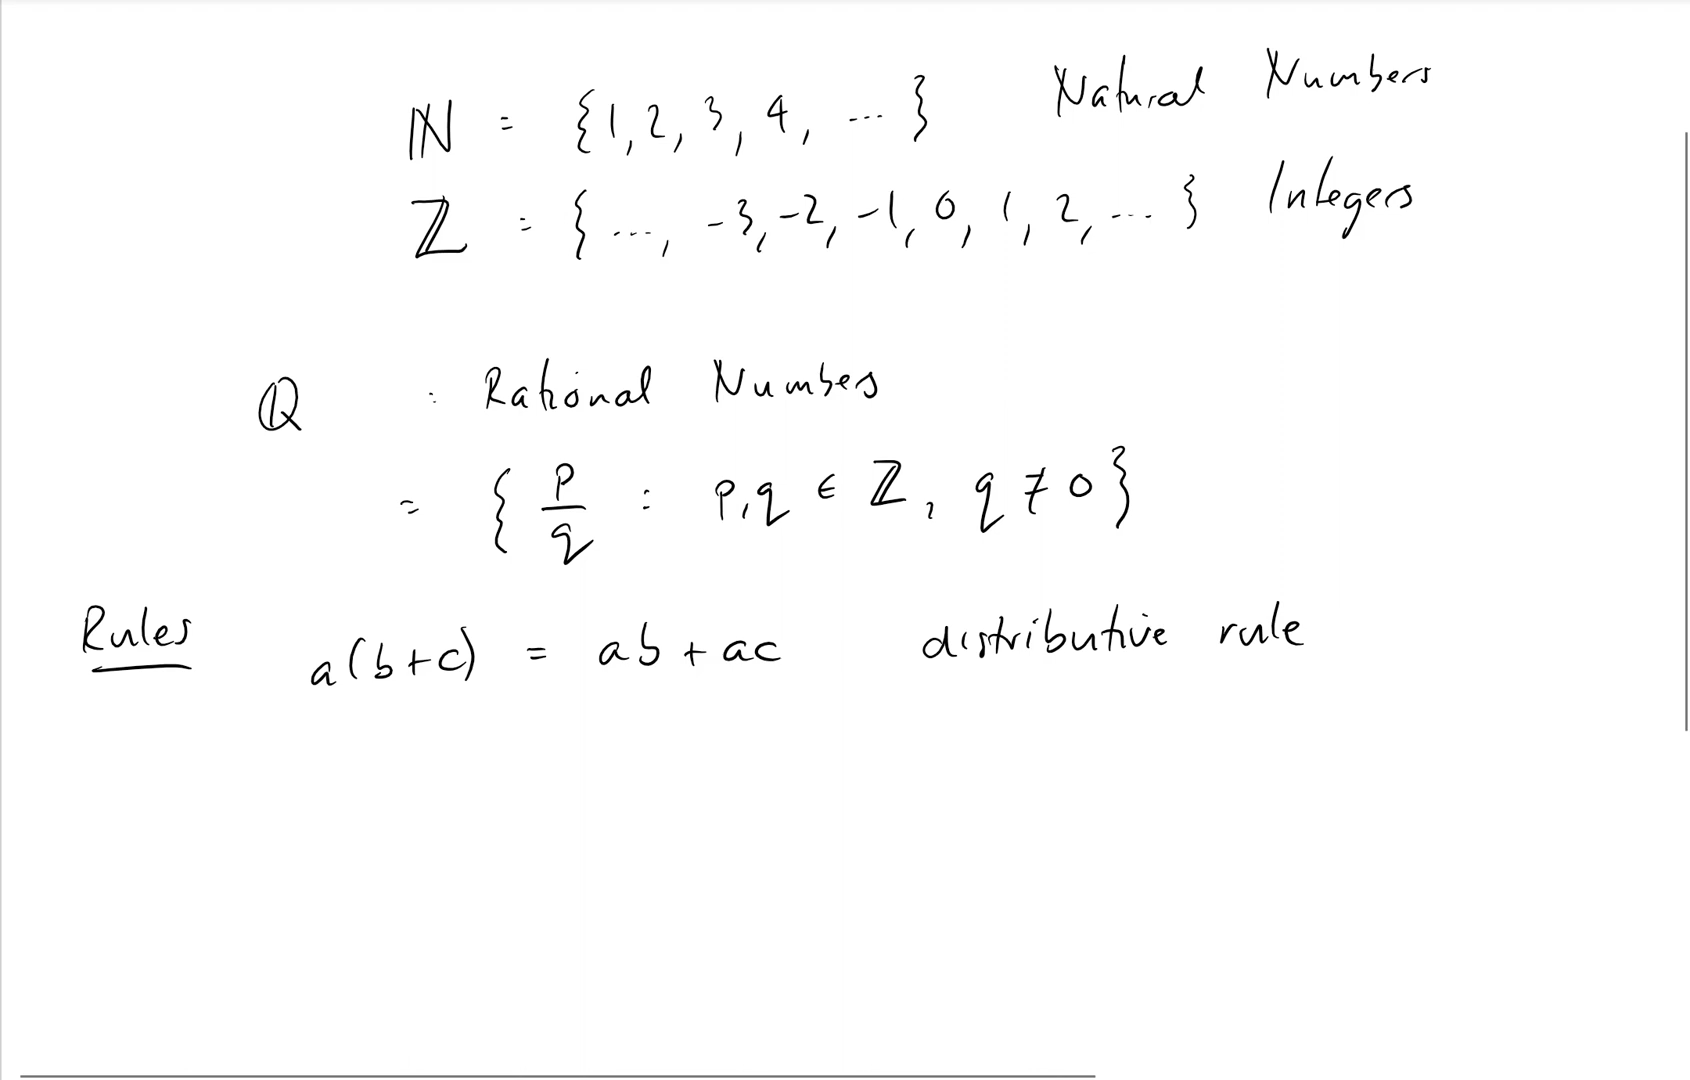 ℕ = {1, 2, 3, 4, ... } Natural Numbers
ℤ = { ..., -3, -2, -1, 0, 1, 2, ... } Integers
ℚ : Rational Numbes
= { p/q : p, q ∈ ℤ, q ≠ 0 }
Rules a(b+c) = ab + ac distributive rule